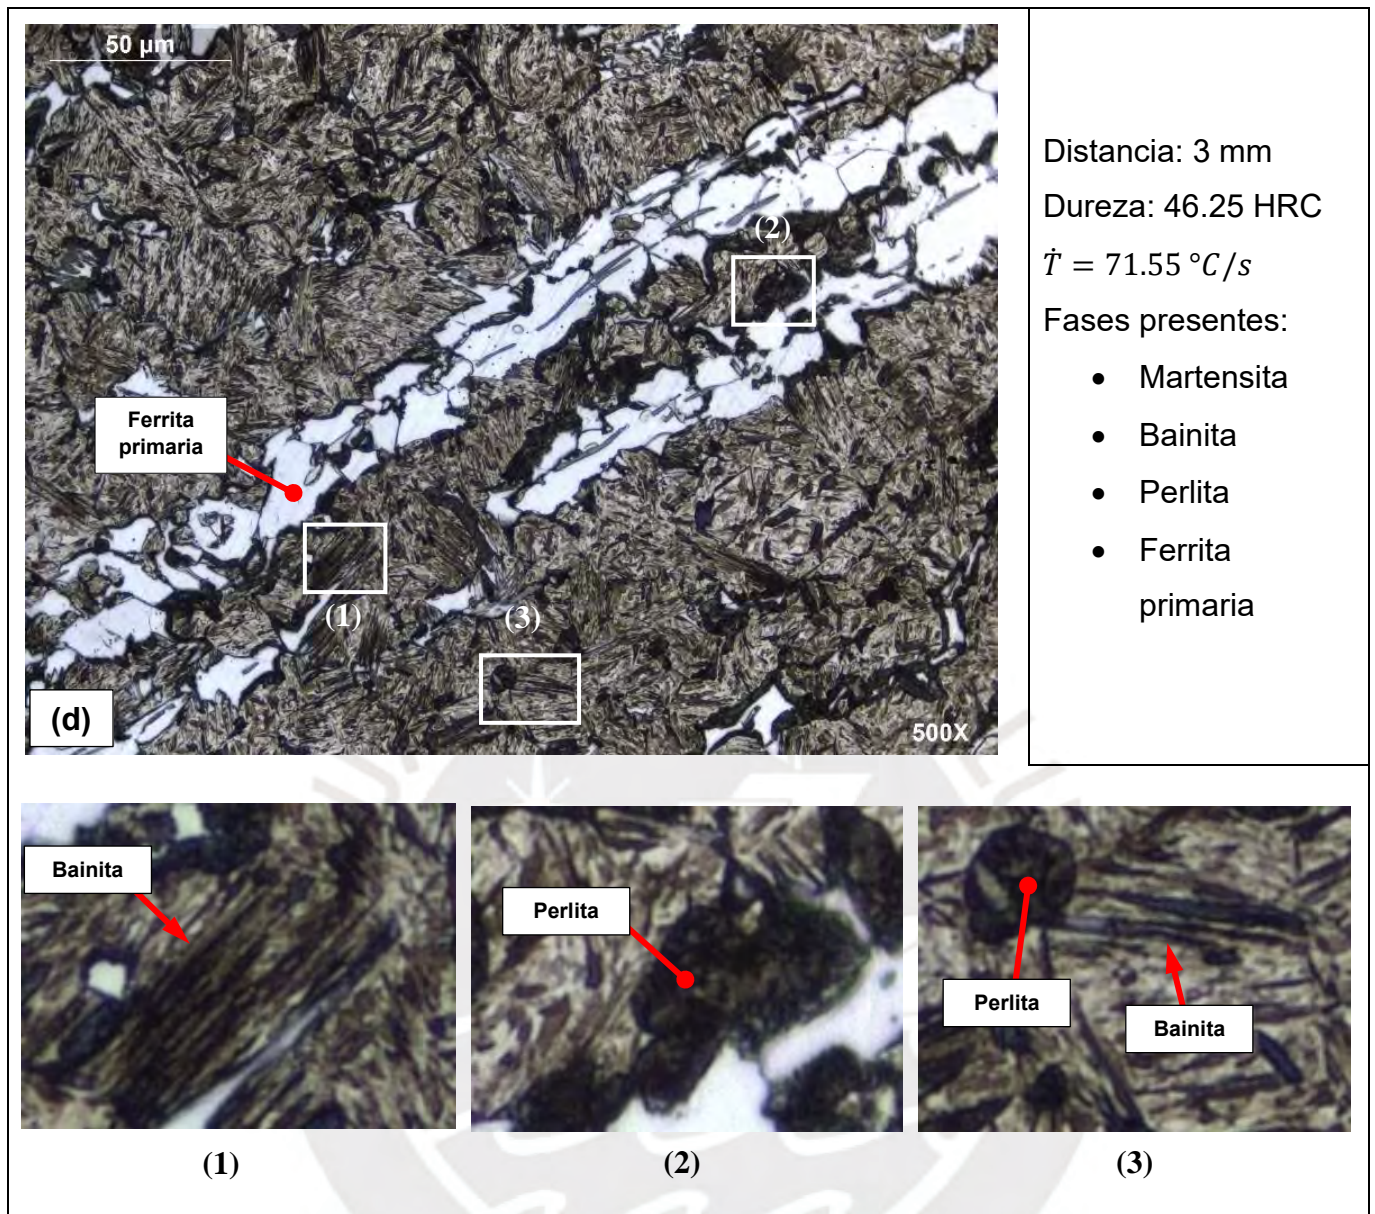 50 µm
(2)
Ferrita
primaria
(1)
(3)
(d)
500X
Distancia: 3 mm
Dureza: 46.25 HRC
Ṫ = 71.55 °C/s
Fases presentes:
• Martensita
• Bainita
• Perlita
• Ferrita
primaria
Bainita
Perlita
Perlita
Bainita
(1)
(2)
(3)